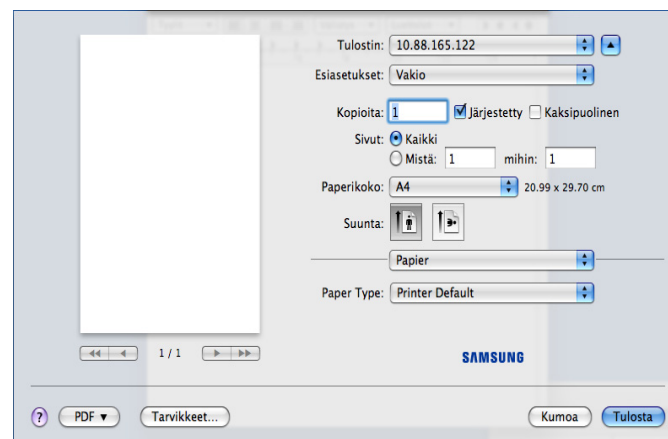 Tulostin: 10.88.165.122
Esiasetukset: Vakio
Kopioita: 1 Järjestetty Kaksipuolinen
Sivut: Kaikki
Mistä: 1 mihin: 1
Paperikoko: A4 20.99 x 29.70 cm
Suunta:
Papier
Paper Type: Printer Default
1 / 1
SAMSUNG
? PDF ▼ Tarvikkeet... Kumoa Tulosta